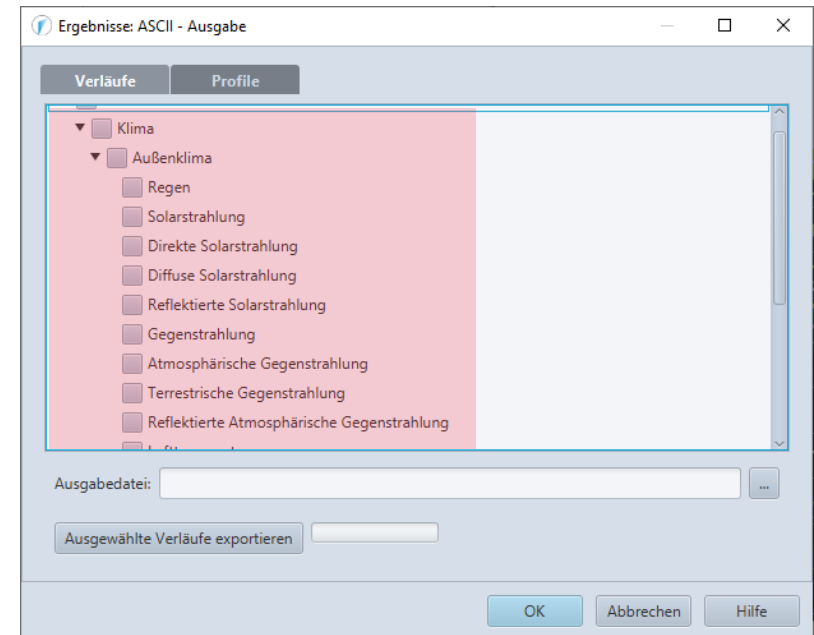 Ergebnisse: ASCII - Ausgabe
Verläufe Profile
Klima
Außenklima
Regen
Solarstrahlung
Direkte Solarstrahlung
Diffuse Solarstrahlung
Reflektierte Solarstrahlung
Gegenstrahlung
Atmosphärische Gegenstrahlung
Terrestrische Gegenstrahlung
Reflektierte Atmosphärische Gegenstrahlung
Ausgabedatei: ...
Ausgewählte Verläufe exportieren
OK Abbrechen Hilfe